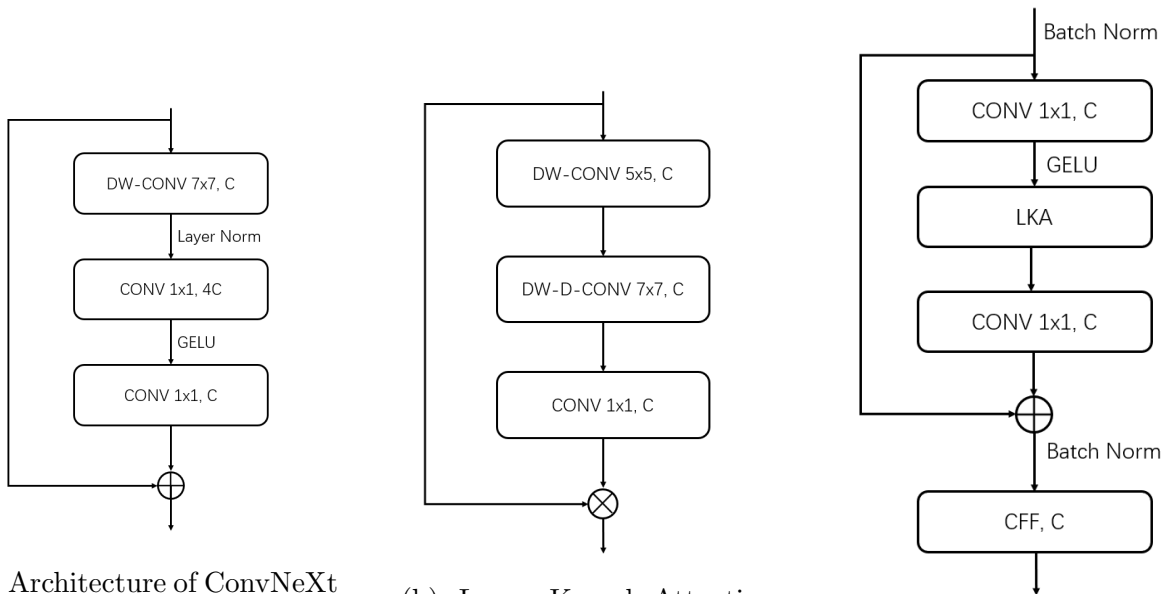 DW-CONV 7x7, C
Layer Norm
CONV 1x1, 4C
GELU
CONV 1x1, C
Architecture of ConvNeXt
DW-CONV 5x5, C
DW-D-CONV 7x7, C
CONV 1x1, C
Batch Norm
CONV 1x1, C
GELU
LKA
CONV 1x1, C
Batch Norm
CFF, C